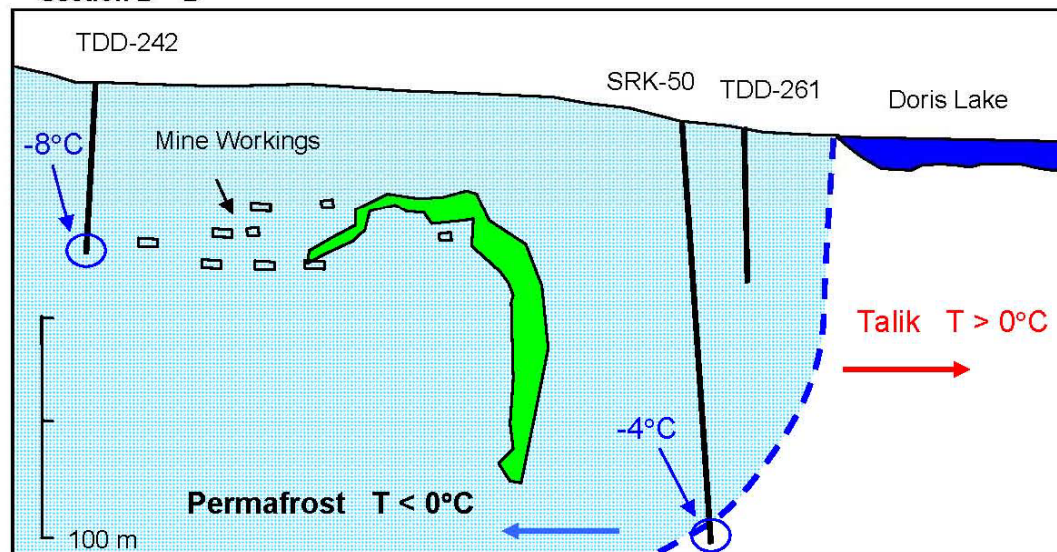 TDD-242
SRK-50
TDD-261
Doris Lake
-8°C
Mine Workings
Talik T > 0°C
-4°C
Permafrost T < 0°C
100 m